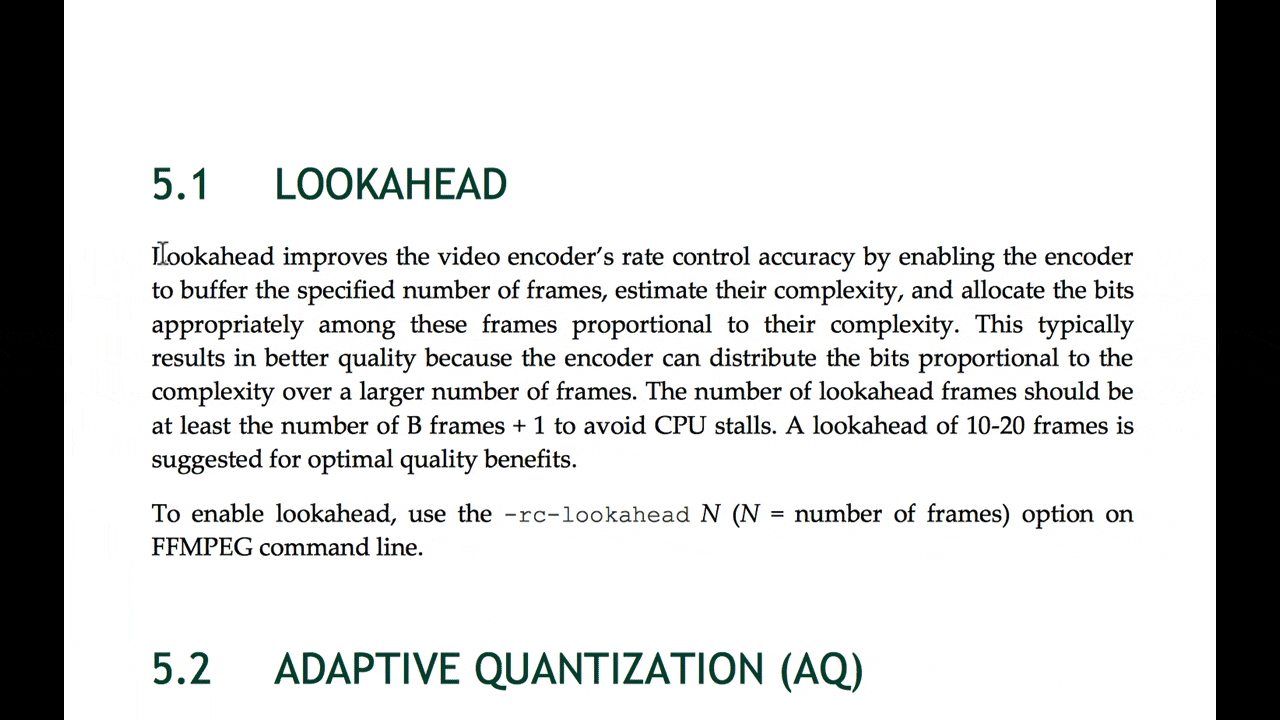 5.1 LOOKAHEAD
Lookahead improves the video encoder’s rate control accuracy by enabling the encoder
to buffer the specified number of frames, estimate their complexity, and allocate the bits
appropriately among these frames proportional to their complexity. This typically
results in better quality because the encoder can distribute the bits proportional to the
complexity over a larger number of frames. The number of lookahead frames should be
at least the number of B frames + 1 to avoid CPU stalls. A lookahead of 10-20 frames is
suggested for optimal quality benefits.
To enable lookahead, use the -rc-lookahead N (N = number of frames) option on
FFMPEG command line.
5.2 ADAPTIVE QUANTIZATION (AQ)